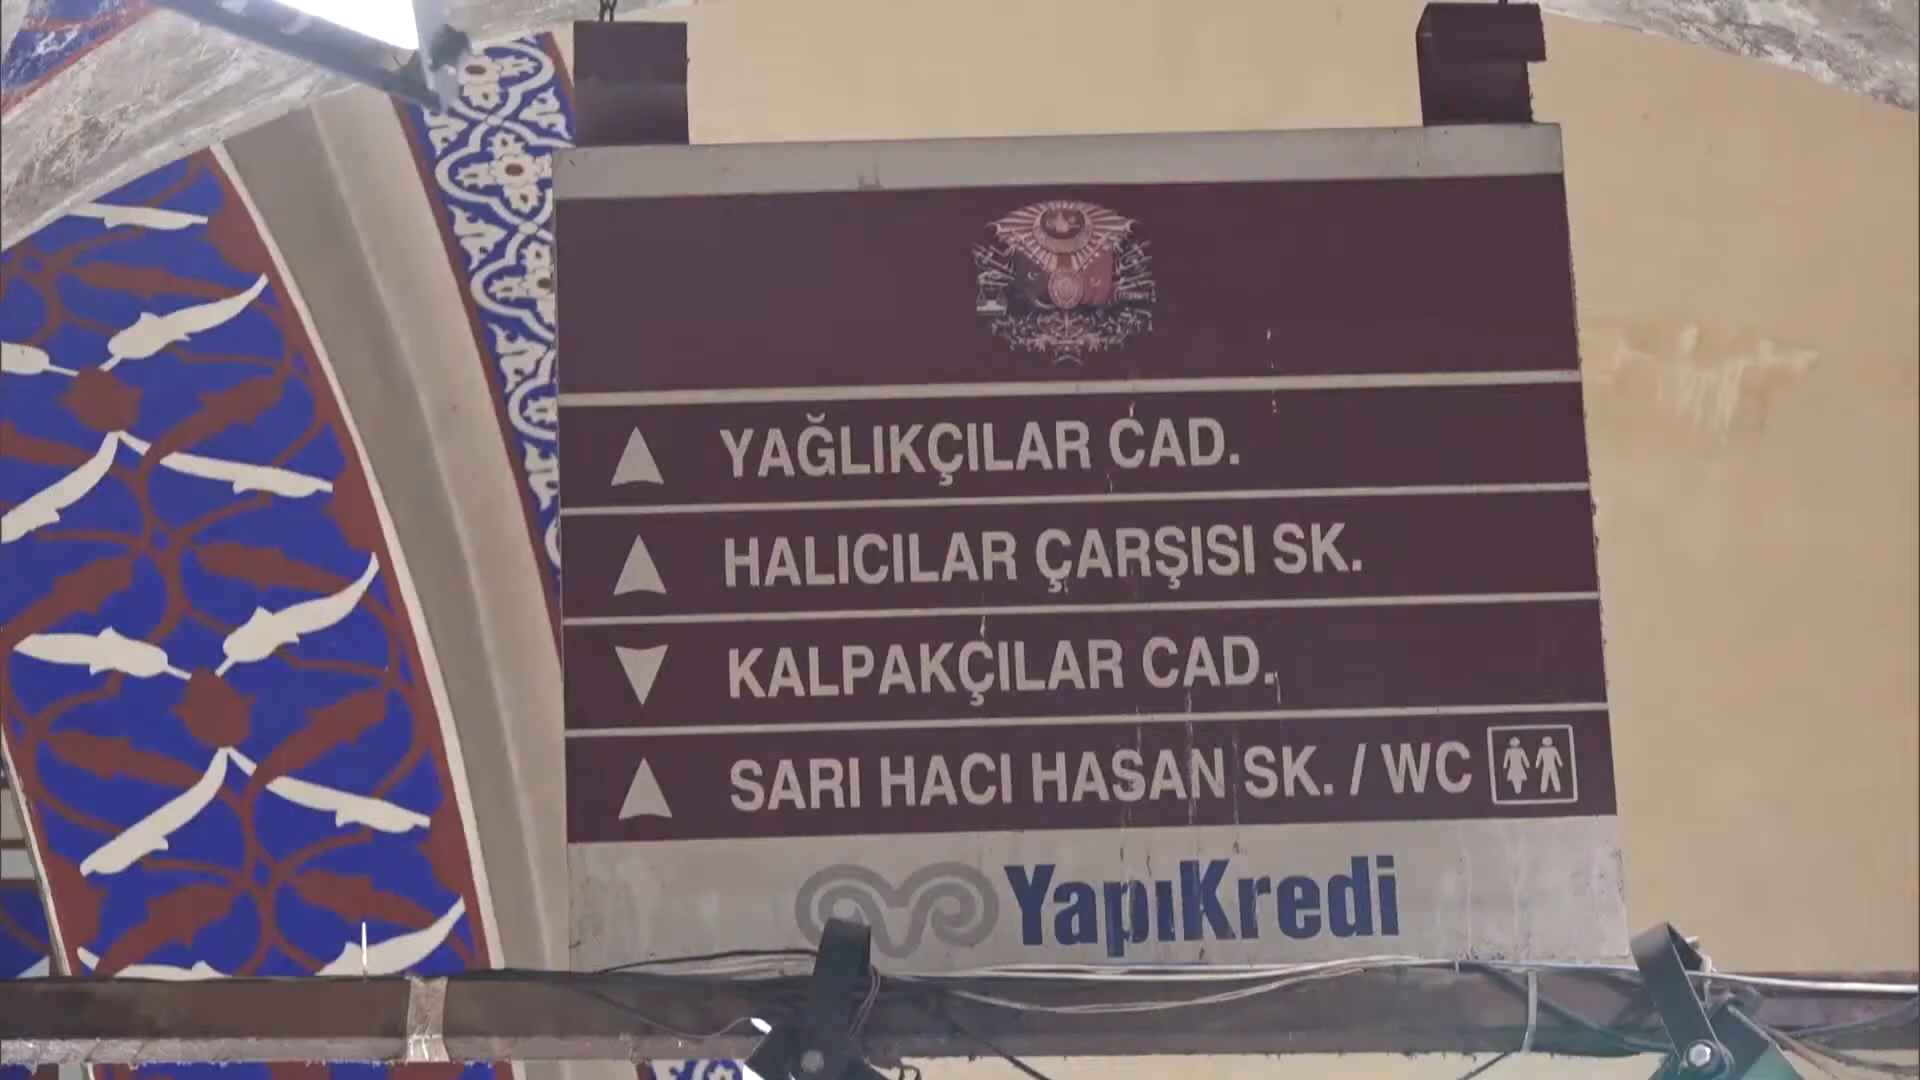 YAĞLIKÇILAR CAD.
HALICILAR ÇARŞISI SK.
KALPAKÇILAR CAD.
SARI HACI HASAN SK. / WC
YapıKredi